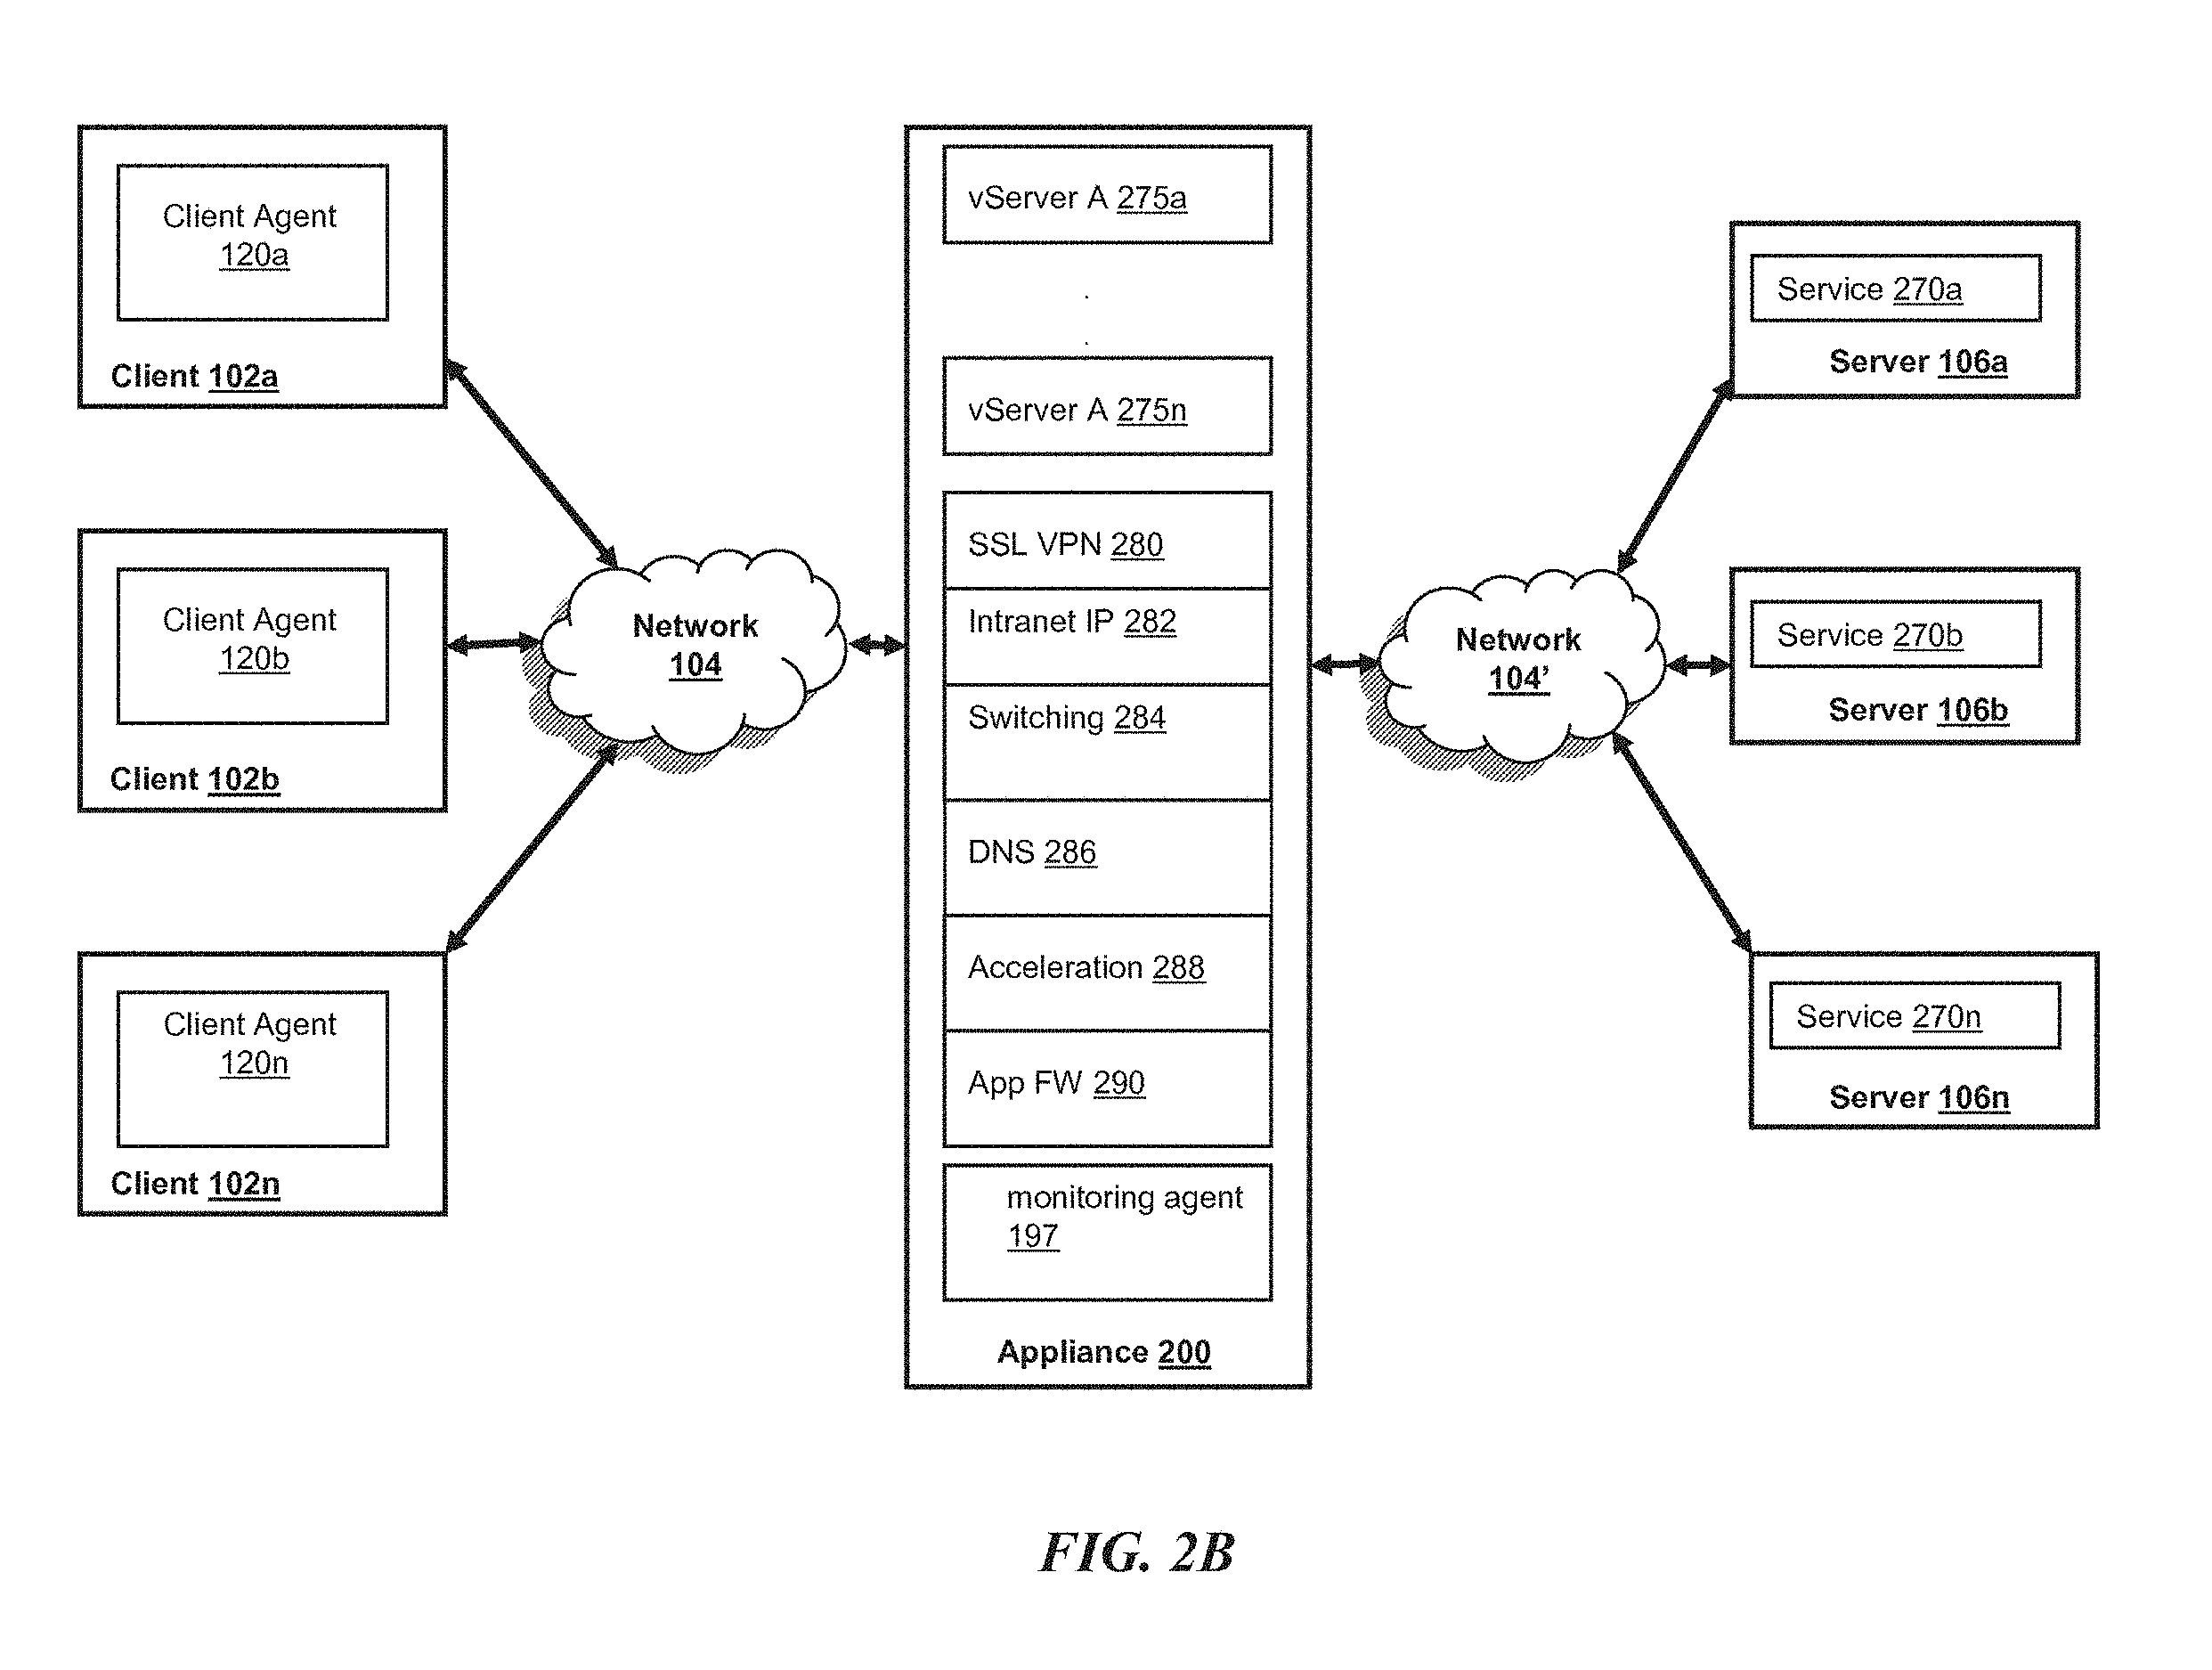 Client Agent
120a
Client 102a
Client Agent
120b
Client 102b
Client Agent
120n
Client 102n
Network
104
vServer A 275a
vServer A 275n
SSL VPN 280
Intranet IP 282
Switching 284
DNS 286
Acceleration 288
App FW 290
monitoring agent
197
Appliance 200
Network
104’
Service 270a
Server 106a
Service 270b
Server 106b
Service 270n
Server 106n
FIG. 2B